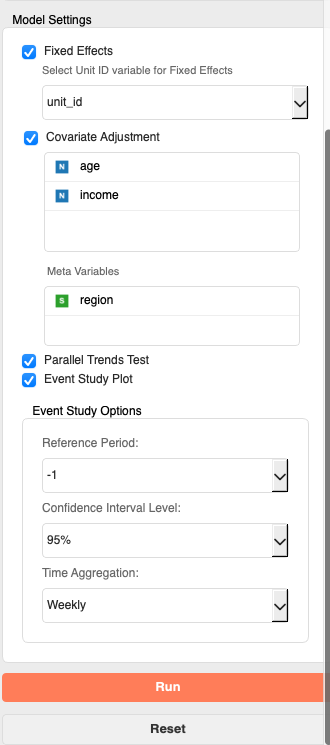 Model Settings
Fixed Effects
Select Unit ID variable for Fixed Effects
unit_id
Covariate Adjustment
N age
N income
Meta Variables
S region
Parallel Trends Test
Event Study Plot
Event Study Options
Reference Period:
-1
Confidence Interval Level:
95%
Time Aggregation:
Weekly
Run
Reset